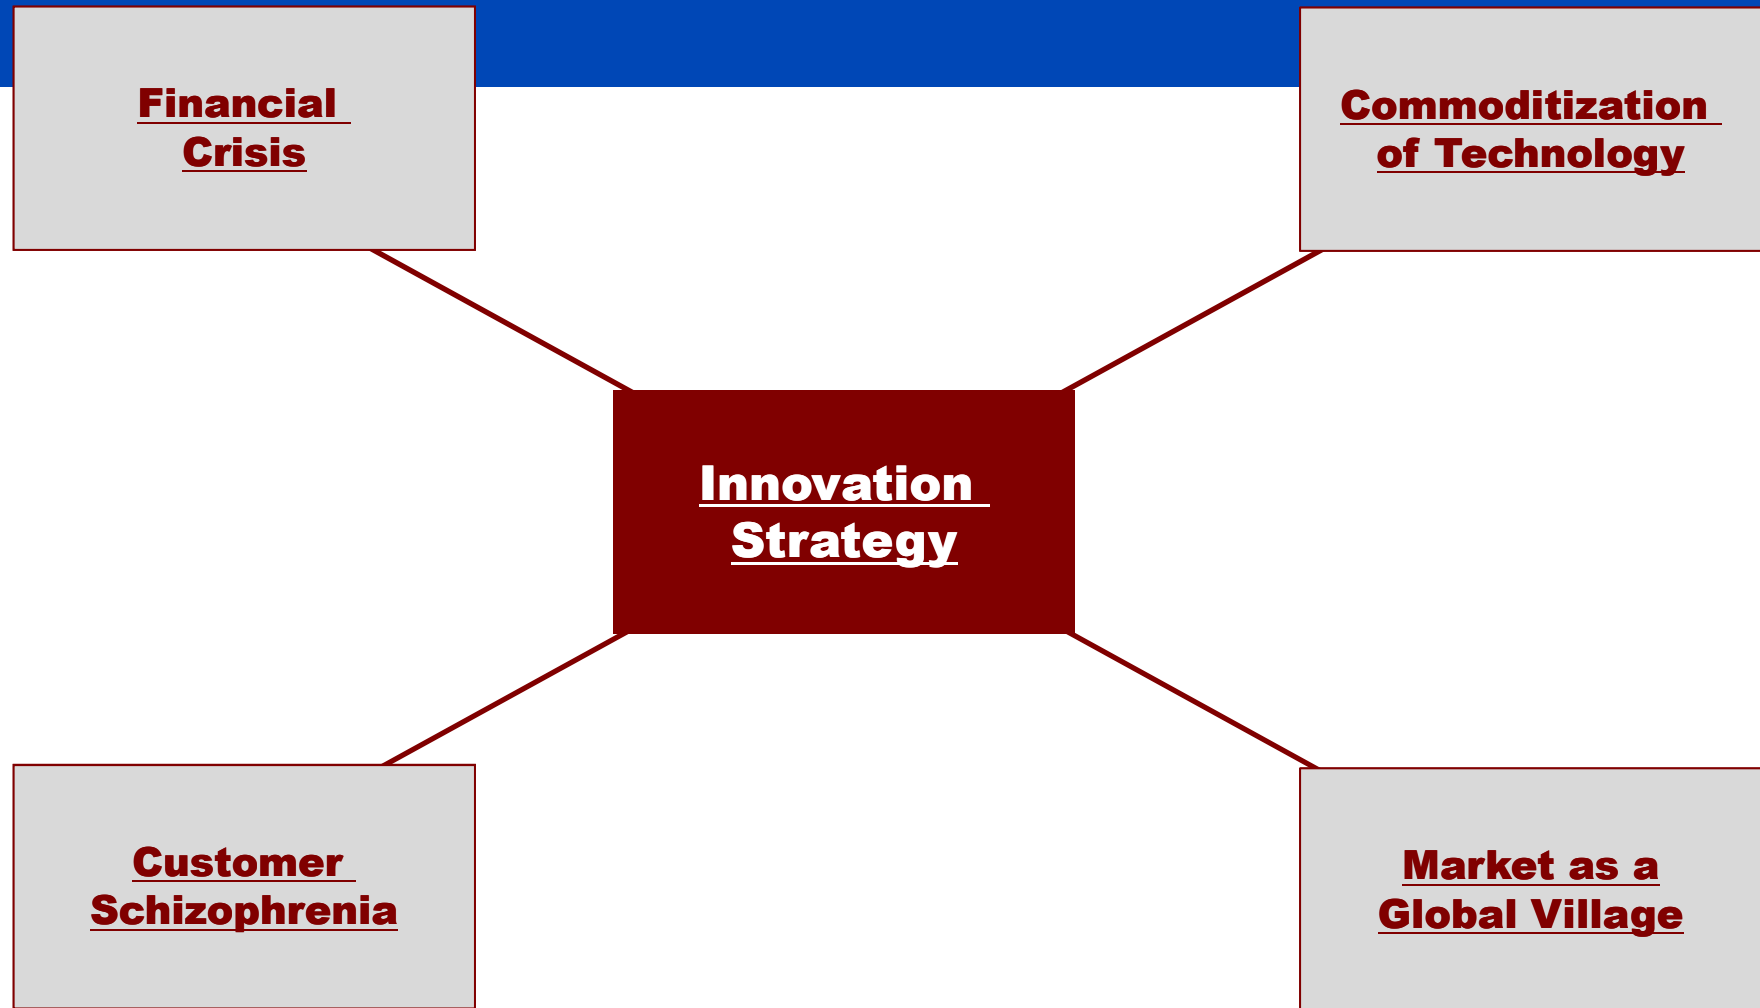 Financial
Crisis
Commoditization
of Technology
Innovation
Strategy
Customer
Schizophrenia
Market as a
Global Village